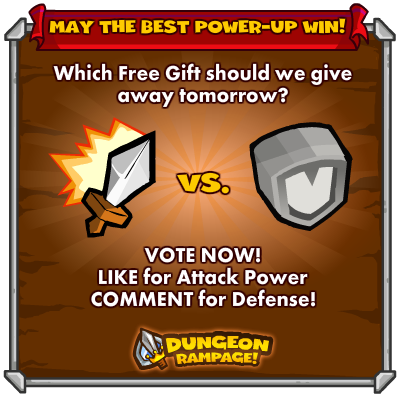 MAY THE BEST POWER-UP WIN!
Which Free Gift should we give
away tomorrow?
vs.
VOTE NOW!
LIKE for Attack Power
COMMENT for Defense!
DUNGEON
RAMPAGE!